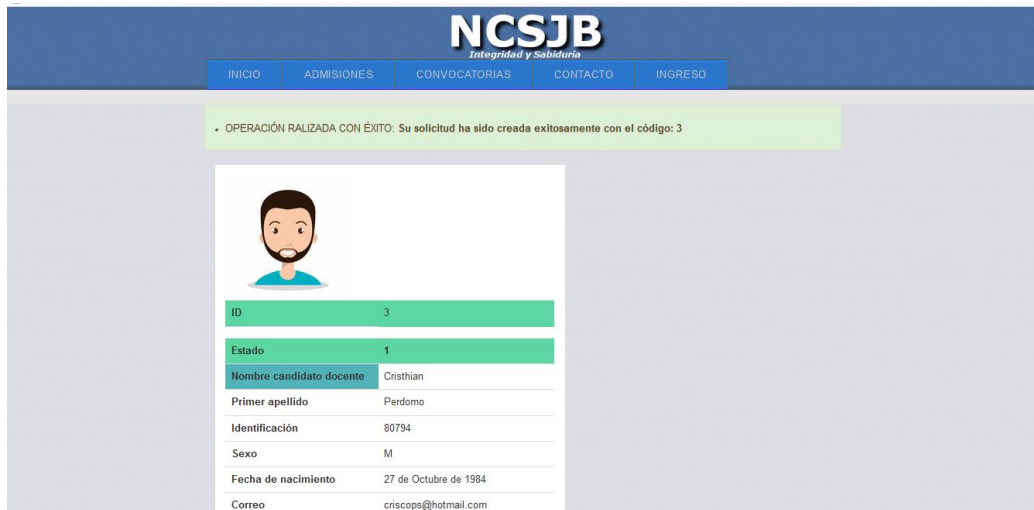 NCSJB
Integridad y Sabiduría
INICIO ADMISIONES CONVOCATORIAS CONTACTO INGRESO
OPERACIÓN RALIZADA CON ÉXITO: Su solicitud ha sido creada exitosamente con el código: 3
ID 3
Estado 1
Nombre candidato docente Cristhian
Primer apellido Perdomo
Identificación 80794
Sexo M
Fecha de nacimiento 27 de Octubre de 1984
Correo criscops@hotmail.com